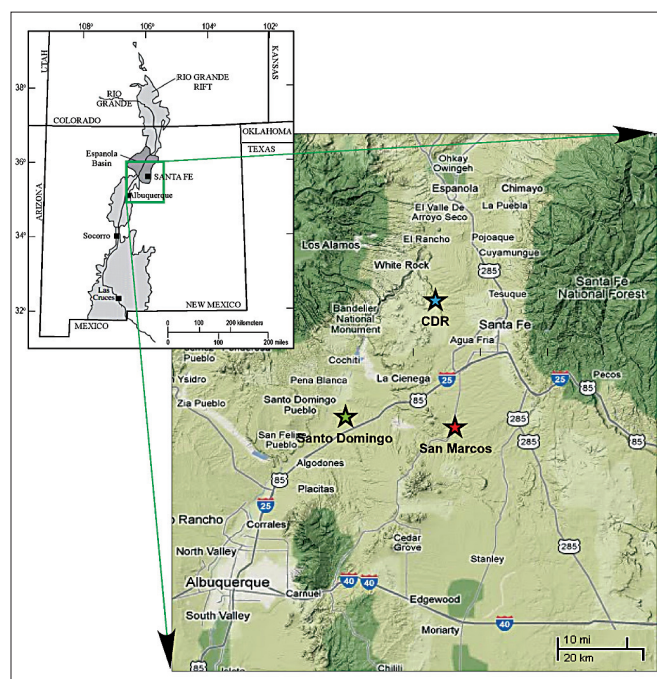 108°
106°
104°
102°
UTAH
KANSAS
38°
RIO GRANDE
RIFT
RIO
GRANDE
COLORADO
OKLAHOMA
TEXAS
36°
Espanola
Basin
SANTA FE
Albuquerque
ARIZONA
Socorro
34°
Las
Cruces
32°
NEW MEXICO
MEXICO
0 100 200 kilometers
0 100 200 miles
Ohkay
Owingeh
Espanola
Chimayo
La Puebla
El Valle De
Arroyo Seco
El Rancho
Pojoaque
Los Alamos
Cuyamungue
White Rock
285
Santa Fe
National Forest
Tesuque
Bandelier
National
Monument
CDR
Santa Fe
Agua Fria
Cochiti
Pueblo
n Ysidro
Pena Blanca
La Cienega
25
25
Pecos
85
85
Zia Pueblo
Santo Domingo
Pueblo
285
San Felipe
Pueblo
Santo Domingo
San Marcos
Algodones
85
Placitas
25
o Rancho
Corrales
Cedar
Grove
Stanley
285
North Valley
Albuquerque
Carnuel
40
40
Edgewood
South Valley
Moriarty
40
Chilili
10 mi
20 km